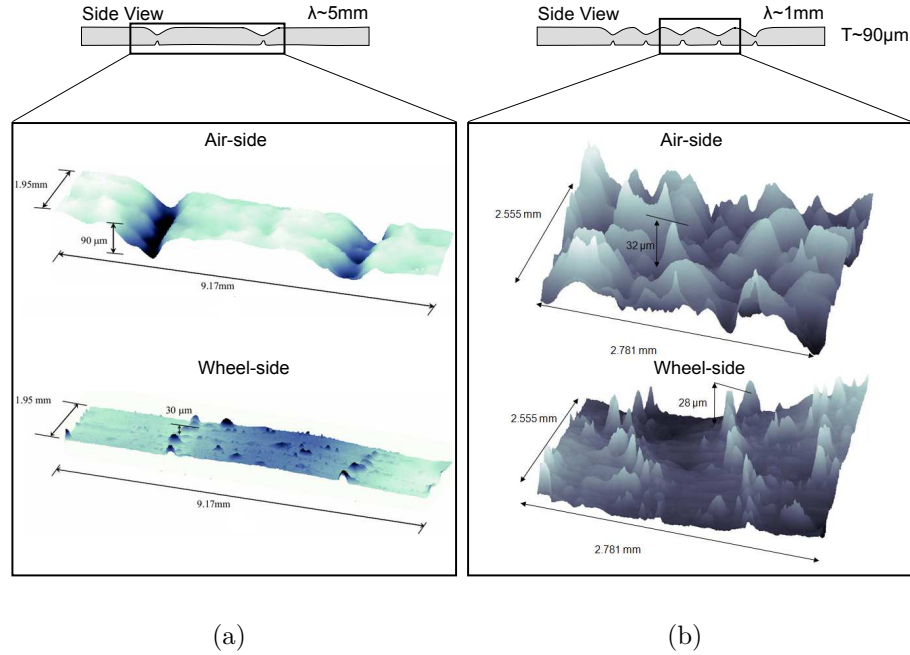 Side View
λ~5mm
Air-side
1.95mm
90 μm
9.17mm
Wheel-side
1.95 mm
30 μm
9.17mm
(a)
Side View
λ~1mm
T~90μm
Air-side
2.555 mm
32 μm
2.781 mm
Wheel-side
28 μm
2.555 mm
2.781 mm
(b)